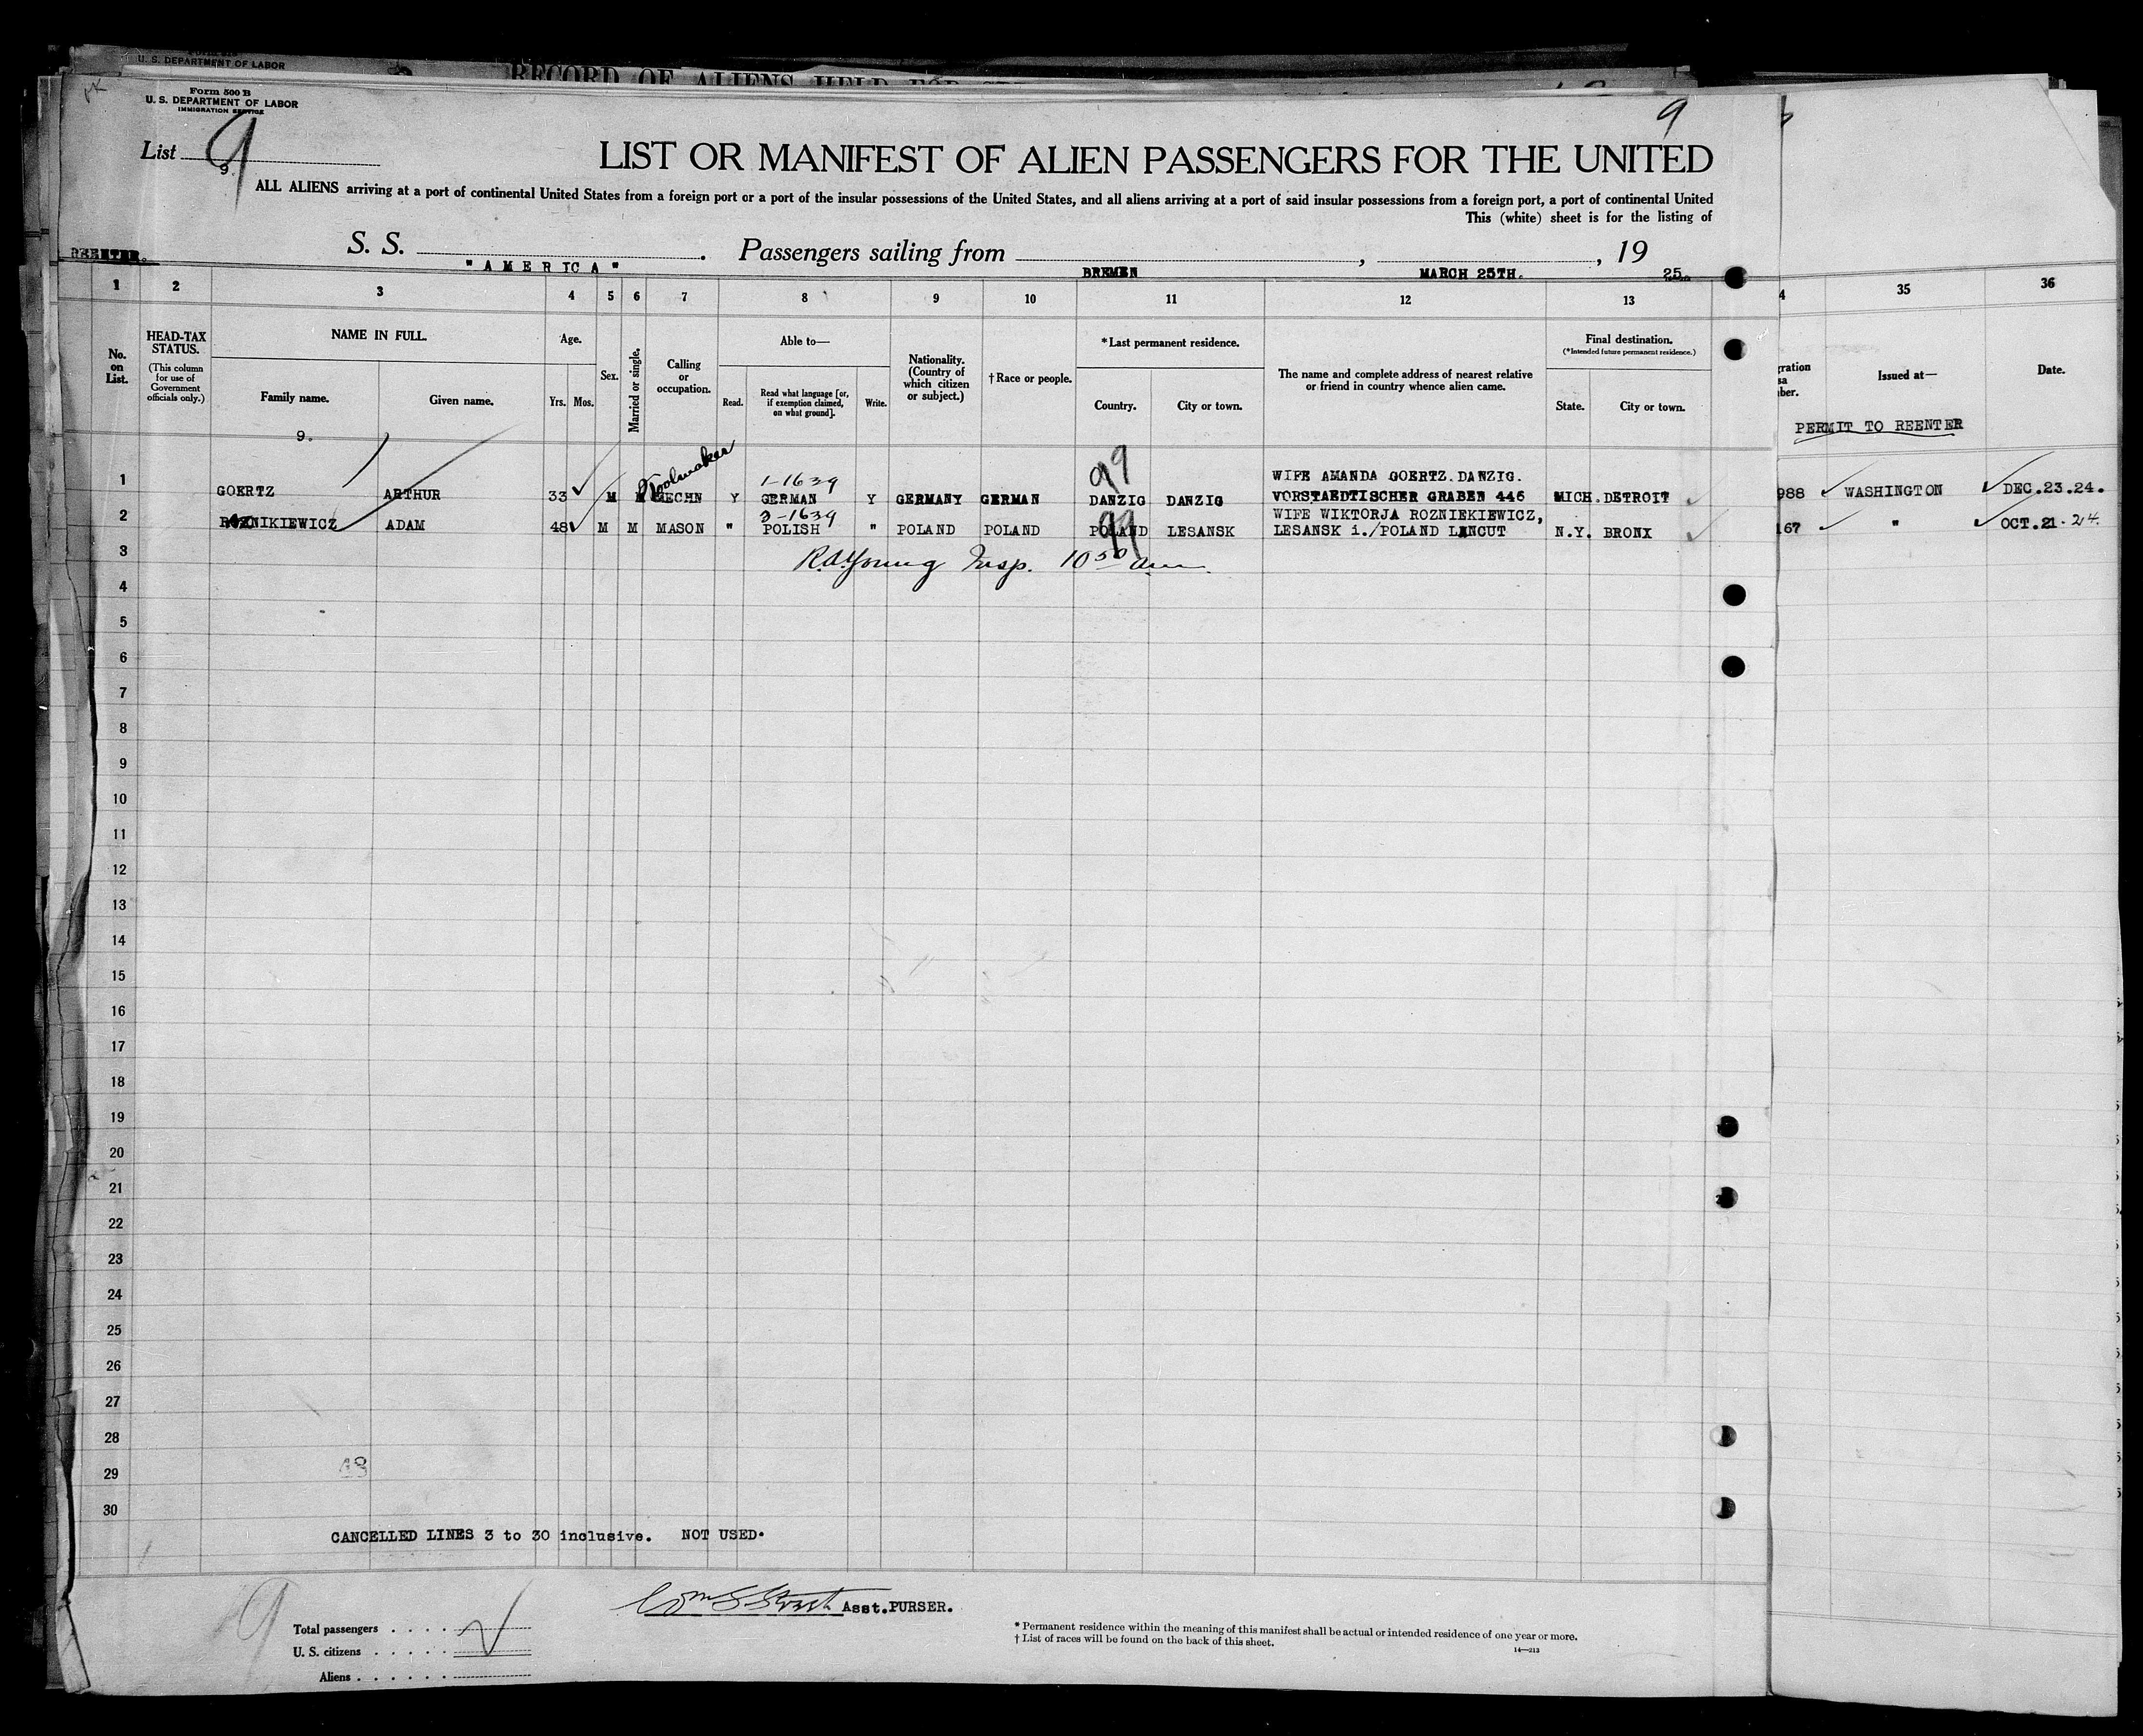 U. S. DEPARTMENT OF LABOR
RECORD OF ALIENS HELD FOR
Form 500 B
U. S. DEPARTMENT OF LABOR
IMMIGRATION SERVICE
9
List 9
9.
LIST OR MANIFEST OF ALIEN PASSENGERS FOR THE UNITED
ALL ALIENS arriving at a port of continental United States from a foreign port or a port of the insular possessions of the United States, and all aliens arriving at a port of said insular possessions from a foreign port, a port of continental United
This (white) sheet is for the listing of
REENTER.
S. S. "AMERICA". Passengers sailing from BREMEN, MARCH 25TH., 19 25.
1 2 3 4 5 6 7 8 9 10 11 12 13 4 35 36
No. on List.
HEAD-TAX STATUS.
(This column for use of Government officials only.)
NAME IN FULL.
Family name. Given name.
Age.
Yrs. Mos.
Sex.
Married or single.
Calling or occupation.
Able to—
Read. Read what language [or, if exemption claimed, on what ground]. Write.
Nationality. (Country of which citizen or subject.)
†Race or people.
*Last permanent residence.
Country. City or town.
The name and complete address of nearest relative or friend in country whence alien came.
Final destination.
(*Intended future permanent residence.)
State. City or town.
gration
sa
ber.
Issued at—
Date.
PERMIT TO REENTER
9.
Toolmaker 1-1639 99 WIFE AMANDA GOERTZ.DANZIG.
1 GOERTZ ARTHUR 33 M M MECHN Y GERMAN Y GERMANY GERMAN DANZIG DANZIG VORSTAEDTISCHER GRABEN 446 MICH. DETROIT 988 WASHINGTON DEC.23.24.
3-1639 99 WIFE WIKTORJA ROZNIEKIEWICZ,
2 ROZNIKIEWICZ ADAM 48 M M MASON " POLISH " POLAND POLAND POLAND LESANSK LESANSK i./POLAND LANCUT N.Y. BRONX 167 " OCT.21.24.
3 R.A.Young Insp. 10 50 am
4
5
6
7
8
9
10
11
12
13
14
15
16
17
18
19
20
21
22
23
24
25
26
27
28
29
30
CANCELLED LINES 3 to 30 inclusive. NOT USED.
9
Asst.PURSER.
Total passengers
U. S. citizens
Aliens
* Permanent residence within the meaning of this manifest shall be actual or intended residence of one year or more.
† List of races will be found on the back of this sheet.
14—213